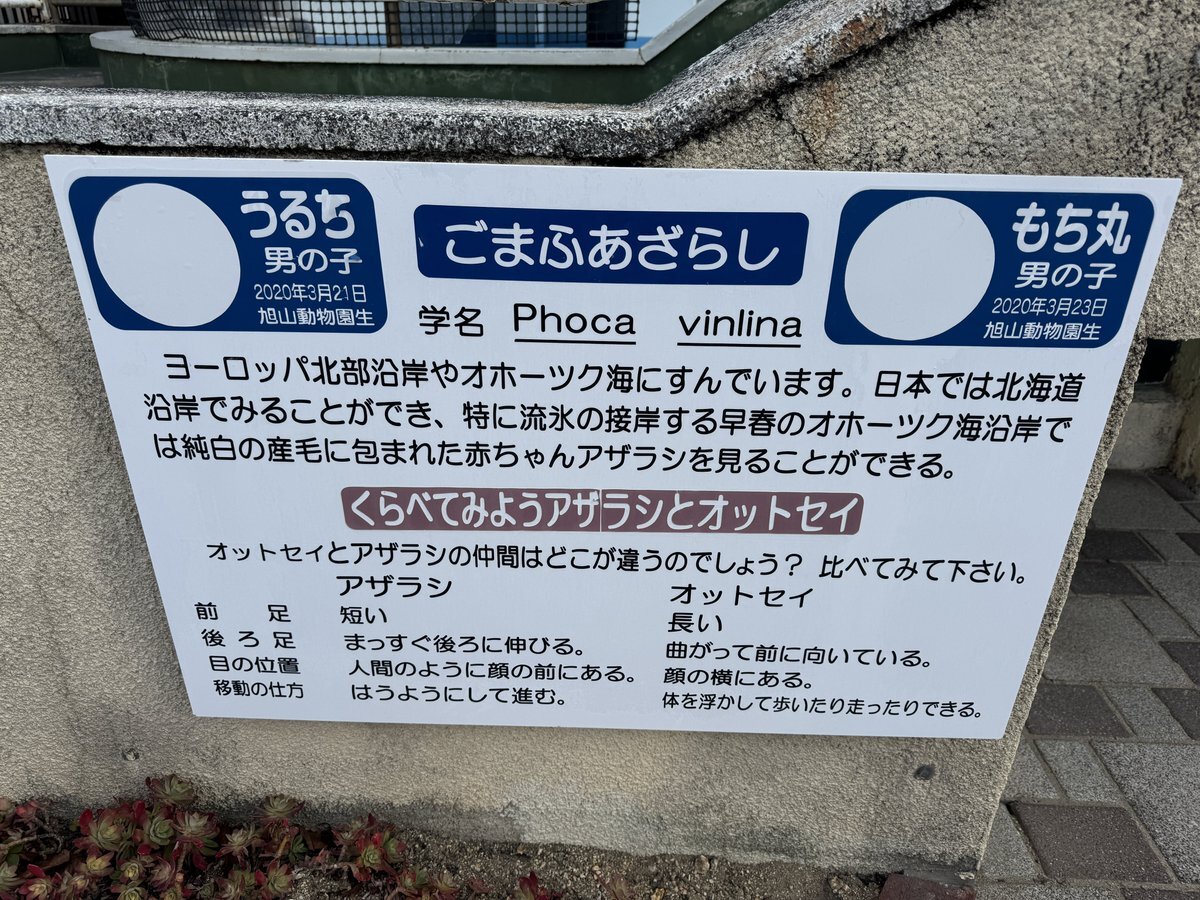 うるち
男の子
2020年3月21日
旭山動物園生
ごまふあざらし
学名 Phoca vinlina
もち丸
男の子
2020年3月23日
旭山動物園生
ヨーロッパ北部沿岸やオホーツク海にすんでいます。日本では北海道
沿岸でみることができ、特に流氷の接岸する早春のオホーツク海沿岸で
は純白の産毛に包まれた赤ちゃんアザラシを見ることができる。
くらべてみようアザラシとオットセイ
オットセイとアザラシの仲間はどこが違うのでしょう? 比べてみて下さい。
アザラシ オットセイ
前足 短い 長い
後ろ足 まっすぐ後ろに伸びる。 曲がって前に向いている。
目の位置 人間のように顔の前にある。 顔の横にある。
移動の仕方 はうようにして進む。 体を浮かして歩いたり走ったりできる。